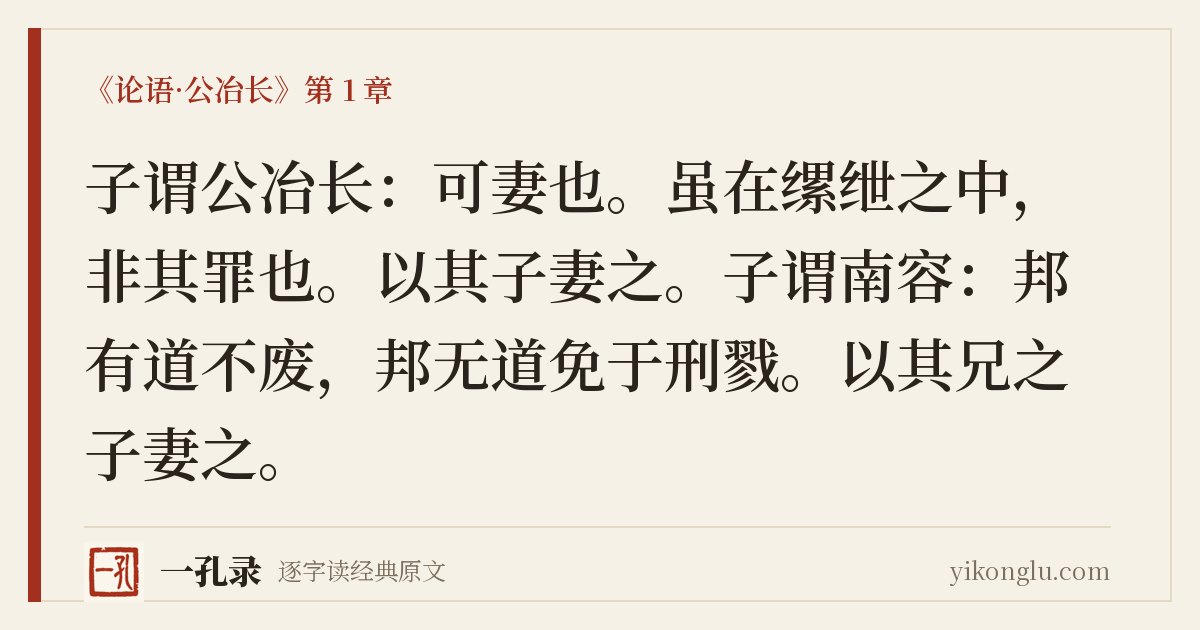 《论语·公冶长》第 1 章
子谓公冶长：可妻也。虽在缧绁之中，
非其罪也。以其子妻之。子谓南容：邦
有道不废，邦无道免于刑戮。以其兄之
子妻之。
一孔
一孔录 逐字读经典原文 yikonglu.com